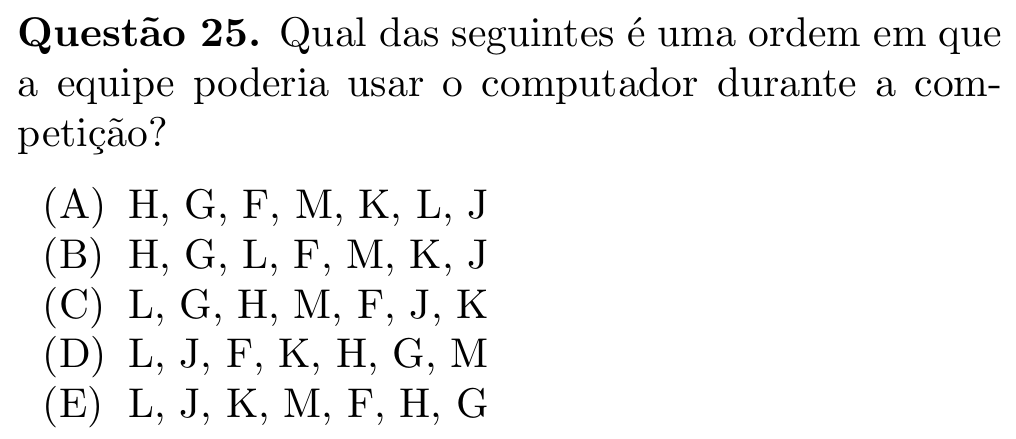 Questão 25. Qual das seguintes é uma ordem em que
a equipe poderia usar o computador durante a com-
petição?
(A) H, G, F, M, K, L, J
(B) H, G, L, F, M, K, J
(C) L, G, H, M, F, J, K
(D) L, J, F, K, H, G, M
(E) L, J, K, M, F, H, G